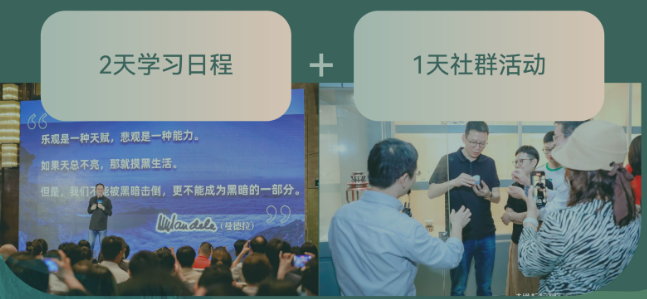 2天学习日程
+
1天社群活动
乐观是一种天赋，悲观是一种能力。
如果天总不亮，那就摸黑生活。
但是，我们不能被黑暗击倒，更不能成为黑暗的一部分。
Mandela（曼德拉）